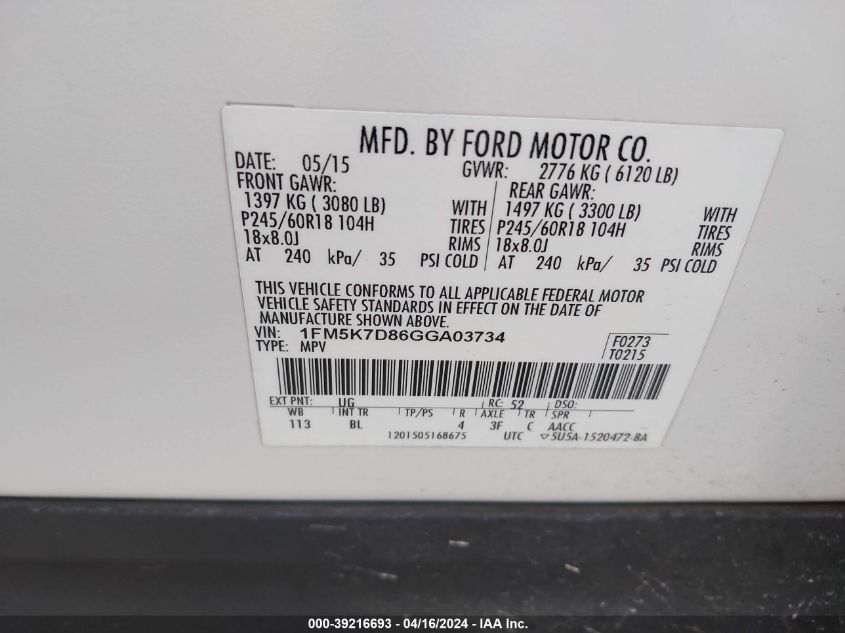 MFD. BY FORD MOTOR CO.
DATE: 05/15 GVWR: 2776 KG ( 6120 LB)
FRONT GAWR: REAR GAWR:
1397 KG ( 3080 LB) WITH 1497 KG ( 3300 LB) WITH
P245/60R18 104H TIRES P245/60R18 104H TIRES
18x8.0J RIMS 18x8.0J RIMS
AT 240 kPa/ 35 PSI COLD AT 240 kPa/ 35 PSI COLD
THIS VEHICLE CONFORMS TO ALL APPLICABLE FEDERAL MOTOR
VEHICLE SAFETY STANDARDS IN EFFECT ON THE DATE OF
MANUFACTURE SHOWN ABOVE.
VIN: 1FM5K7D86GGA03734 F0273
TYPE: MPV T0215
EXT PNT: UG RC: 52 DSO:
WB INT TR TP/PS R AXLE TR SPR
113 BL 4 3F C AACC
1201505168675 UTC ▽5U5A-1520472-BA
000-39216693 - 04/16/2024 - IAA Inc.